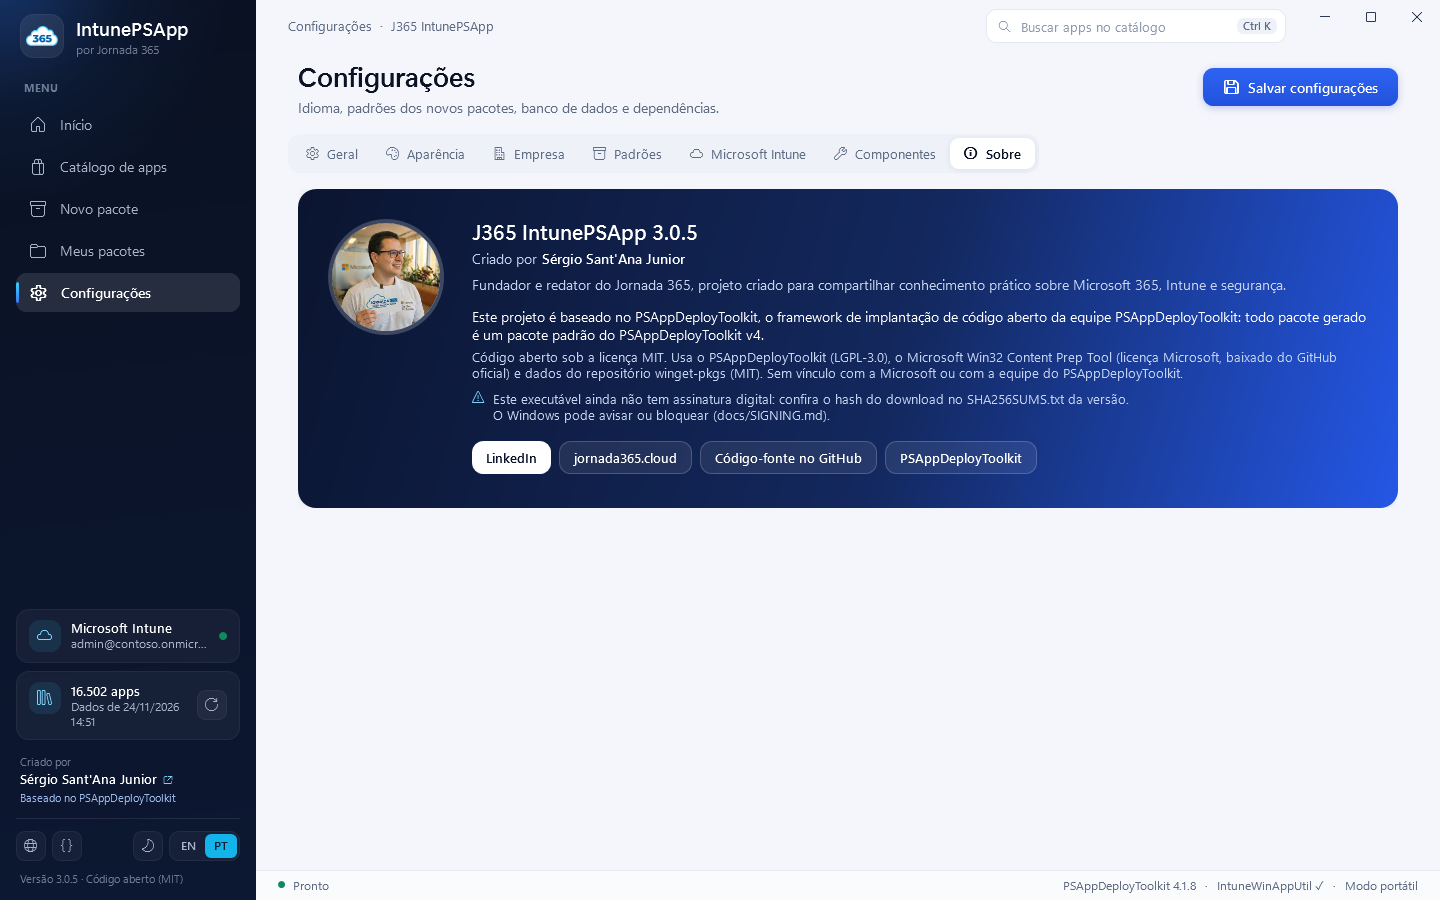 365
IntunePSApp
por Jornada 365
MENU
Início
Catálogo de apps
Novo pacote
Meus pacotes
Configurações
Microsoft Intune
admin@contoso.onmicr...
16.502 apps
Dados de 24/11/2026
14:51
Criado por
Sérgio Sant'Ana Junior
Baseado no PSAppDeployToolkit
EN PT
Versão 3.0.5 · Código aberto (MIT)
Configurações · J365 IntunePSApp
Buscar apps no catálogo Ctrl K
Configurações
Idioma, padrões dos novos pacotes, banco de dados e dependências.
Salvar configurações
Geral Aparência Empresa Padrões Microsoft Intune Componentes Sobre
J365 IntunePSApp 3.0.5
Criado por Sérgio Sant'Ana Junior
Fundador e redator do Jornada 365, projeto criado para compartilhar conhecimento prático sobre Microsoft 365, Intune e segurança.
Este projeto é baseado no PSAppDeployToolkit, o framework de implantação de código aberto da equipe PSAppDeployToolkit: todo pacote gerado
é um pacote padrão do PSAppDeployToolkit v4.
Código aberto sob a licença MIT. Usa o PSAppDeployToolkit (LGPL-3.0), o Microsoft Win32 Content Prep Tool (licença Microsoft, baixado do GitHub
oficial) e dados do repositório winget-pkgs (MIT). Sem vínculo com a Microsoft ou com a equipe do PSAppDeployToolkit.
Este executável ainda não tem assinatura digital: confira o hash do download no SHA256SUMS.txt da versão.
O Windows pode avisar ou bloquear (docs/SIGNING.md).
LinkedIn jornada365.cloud Código-fonte no GitHub PSAppDeployToolkit
Pronto
PSAppDeployToolkit 4.1.8 · IntuneWinAppUtil ✓ · Modo portátil